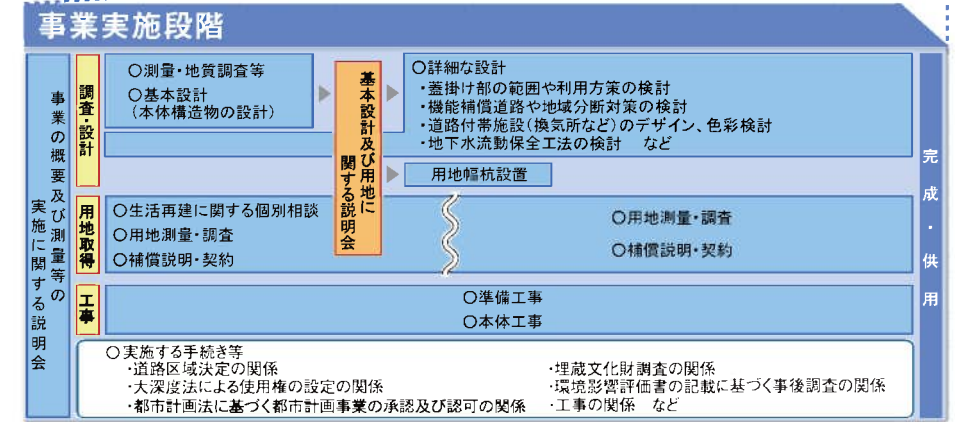 事業実施段階
事業の概要及び測量等の
実施に関する説明会
調査・設計
〇測量・地質調査等
〇基本設計
(本体構造物の設計)
基本設計及び用地に
関する説明会
〇詳細な設計
・蓋掛け部の範囲や利用方策の検討
・機能補償道路や地域分断対策の検討
・道路付帯施設(換気所など)のデザイン、色彩検討
・地下水流動保全工法の検討 など
用地幅杭設置
用地取得
〇生活再建に関する個別相談
〇用地測量・調査
〇補償説明・契約
〇用地測量・調査
〇補償説明・契約
工事
〇準備工事
〇本体工事
〇実施する手続き等
・道路区域決定の関係
・大深度法による使用権の設定の関係
・都市計画法に基づく都市計画事業の承認及び認可の関係
・埋蔵文化財調査の関係
・環境影響評価書の記載に基づく事後調査の関係
・工事の関係 など
完成・供用